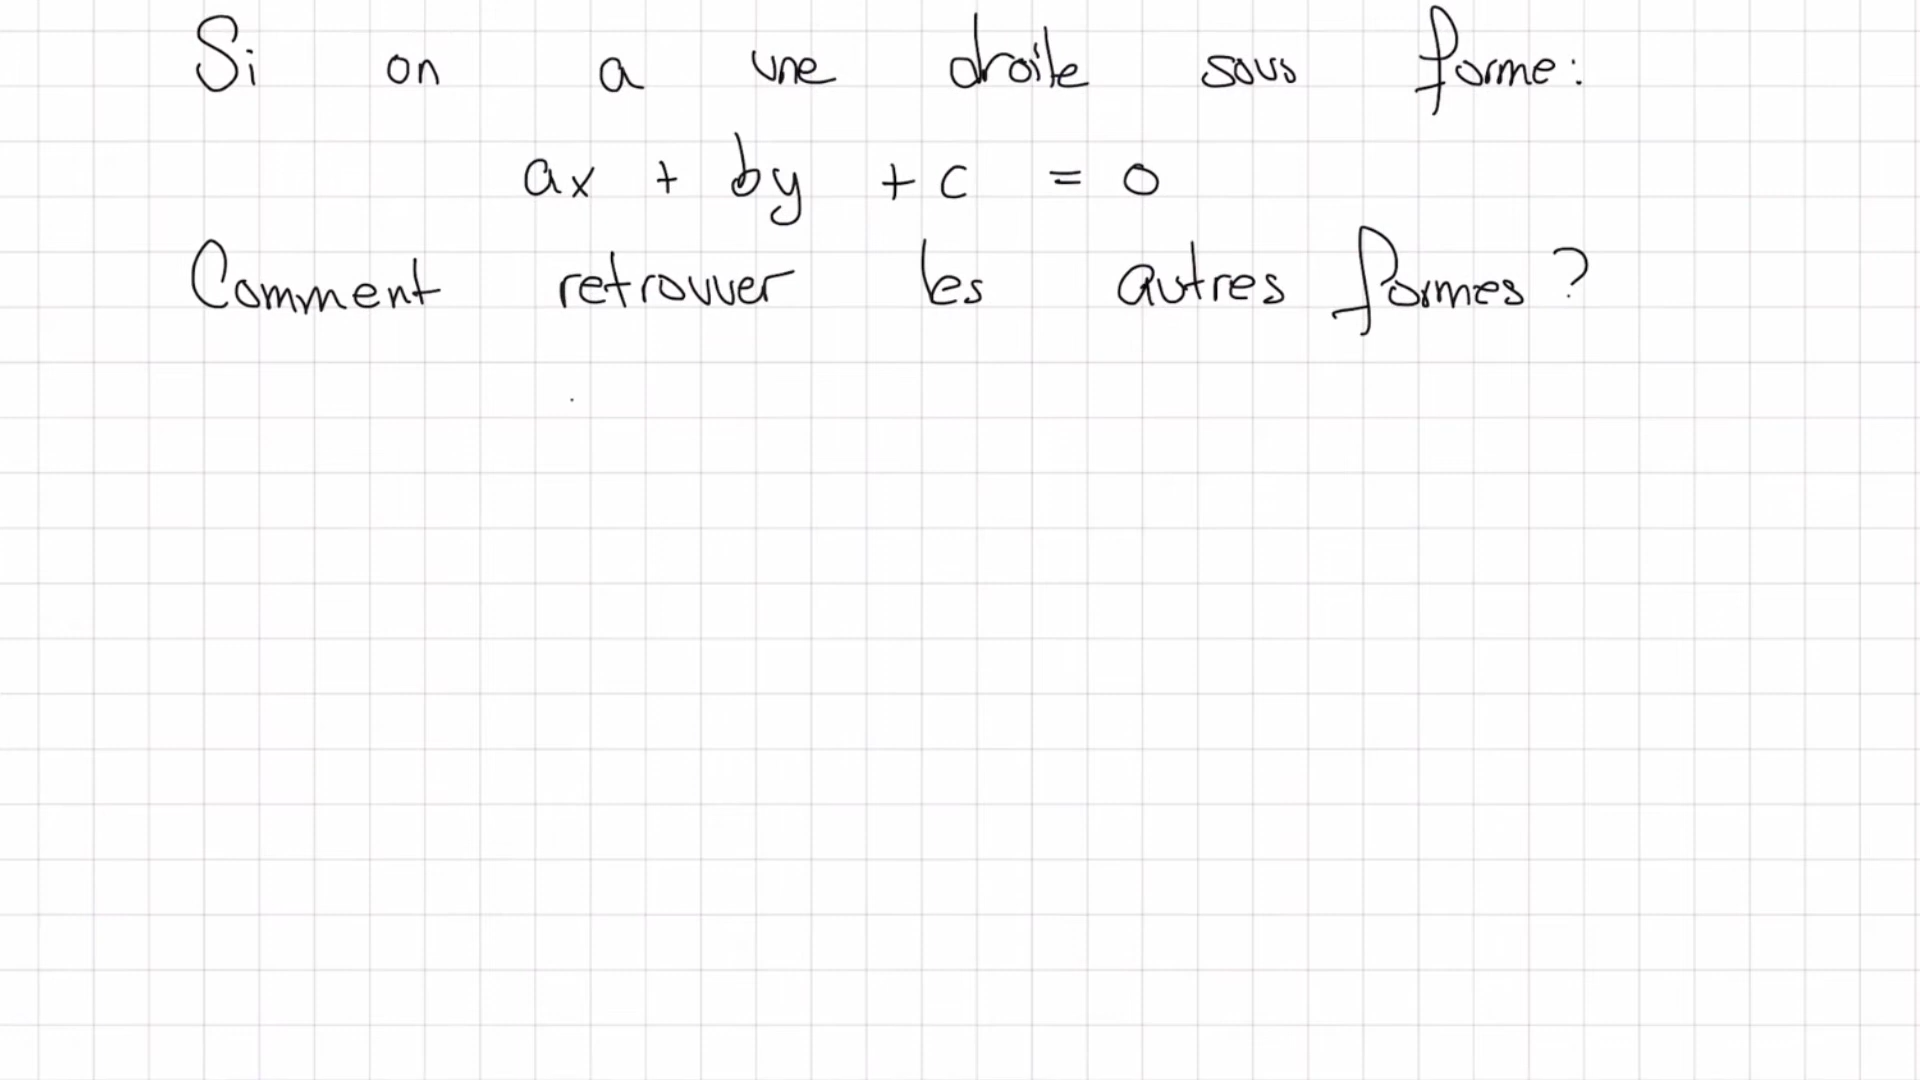 Si on a une droite sous forme:
ax + by + c = 0
Comment retrouver les autres formes ?